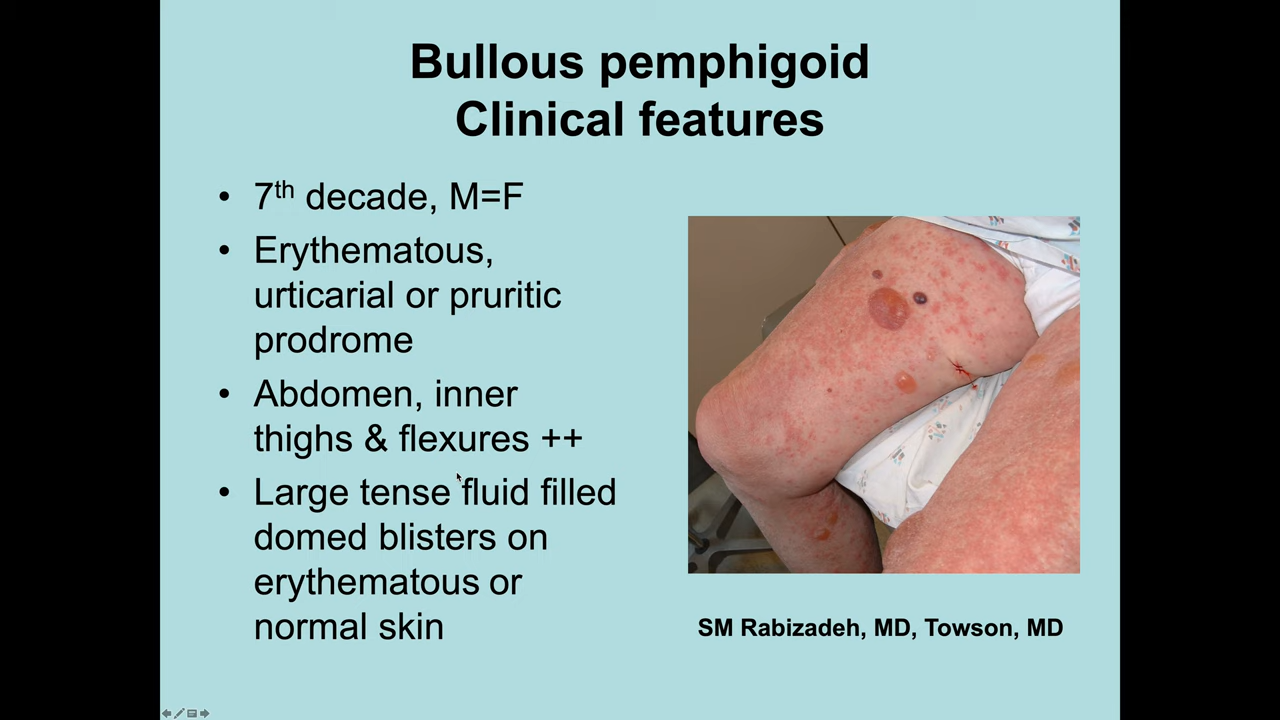 Bullous pemphigoid
Clinical features
• 7th decade, M=F
• Erythematous,
urticarial or pruritic
prodrome
• Abdomen, inner
thighs & flexures ++
• Large tense fluid filled
domed blisters on
erythematous or
normal skin
SM Rabizadeh, MD, Towson, MD